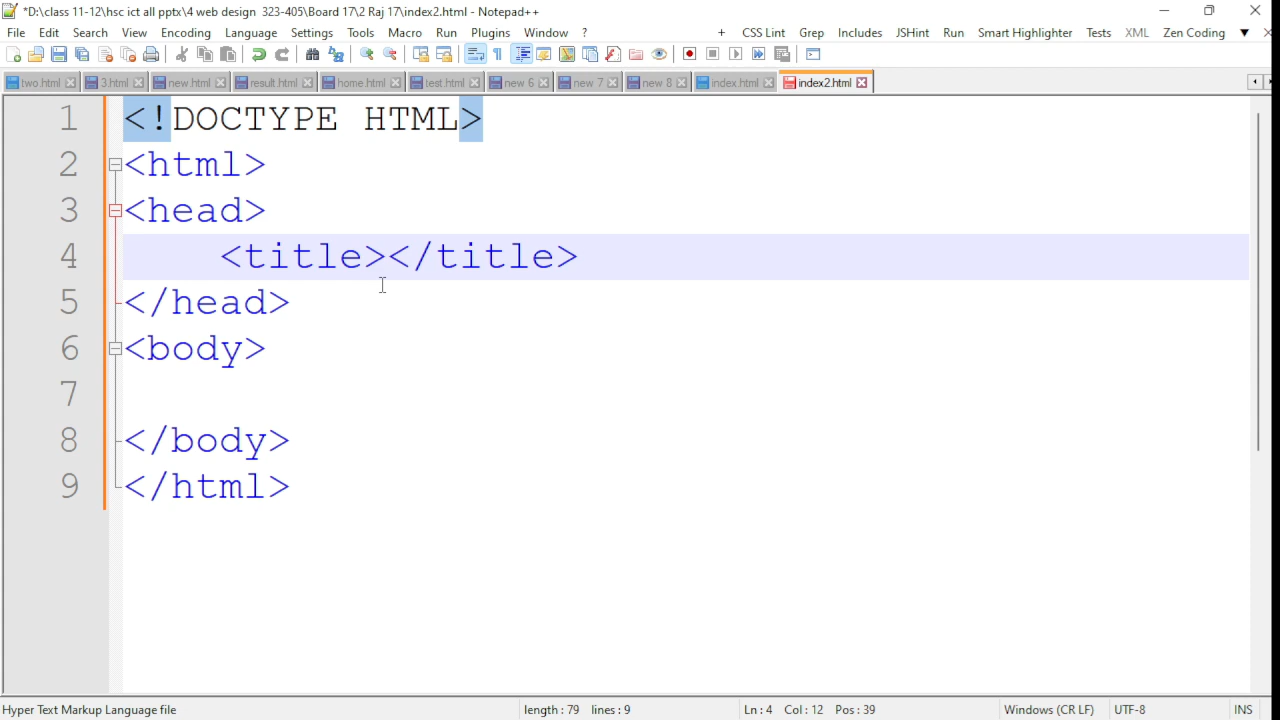 *D:\class 11-12\hsc ict all pptx\4 web design 323-405\Board 17\2 Raj 17\index2.html - Notepad++
File Edit Search View Encoding Language Settings Tools Macro Run Plugins Window ? + CSS Lint Grep Includes JSHint Run Smart Highlighter Tests XML Zen Coding
two.html 3.html new.html result.html home.html test.html new 6 new 7 new 8 index.html index2.html
1 <!DOCTYPE HTML>
2 <html>
3 <head>
4 <title></title>
5 </head>
6 <body>
7
8 </body>
9 </html>
Hyper Text Markup Language file length : 79 lines : 9 Ln : 4 Col : 12 Pos : 39 Windows (CR LF) UTF-8 INS